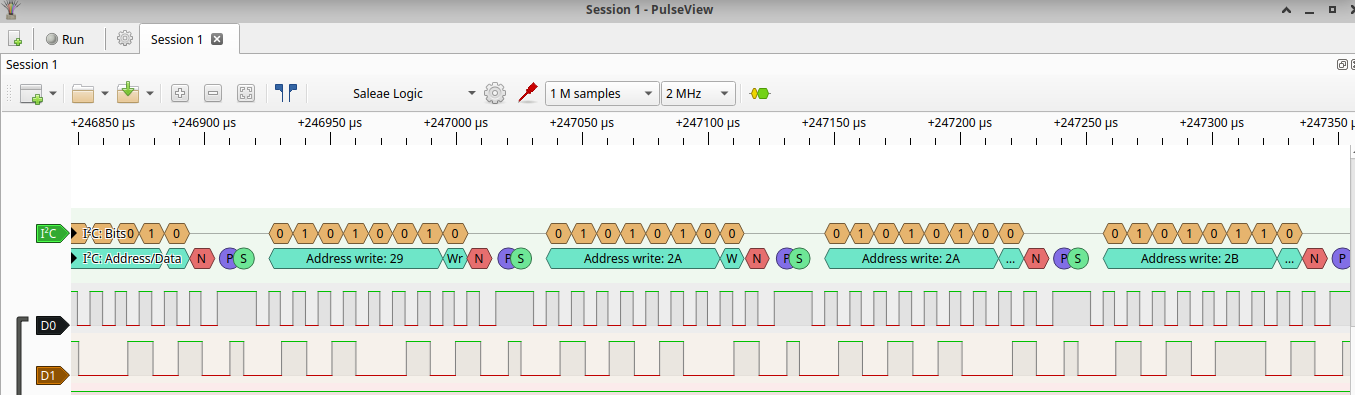 Session 1 - PulseView
Run
Session 1
Session 1
Saleae Logic
1 M samples
2 MHz
+246850 µs +246900 µs +246950 µs +247000 µs +247050 µs +247100 µs +247150 µs +247200 µs +247250 µs +247300 µs +247350 µ
I²C I²C: Bits 0 1 0 0 1 0 1 0 0 1 0 0 1 0 1 0 1 0 0 0 1 0 1 0 1 0 0 0 1 0 1 0 1 1 0
I²C: Address/Data N P S Address write: 29 Wr N P S Address write: 2A W N P S Address write: 2A ... N P S Address write: 2B ... N P
D0
D1